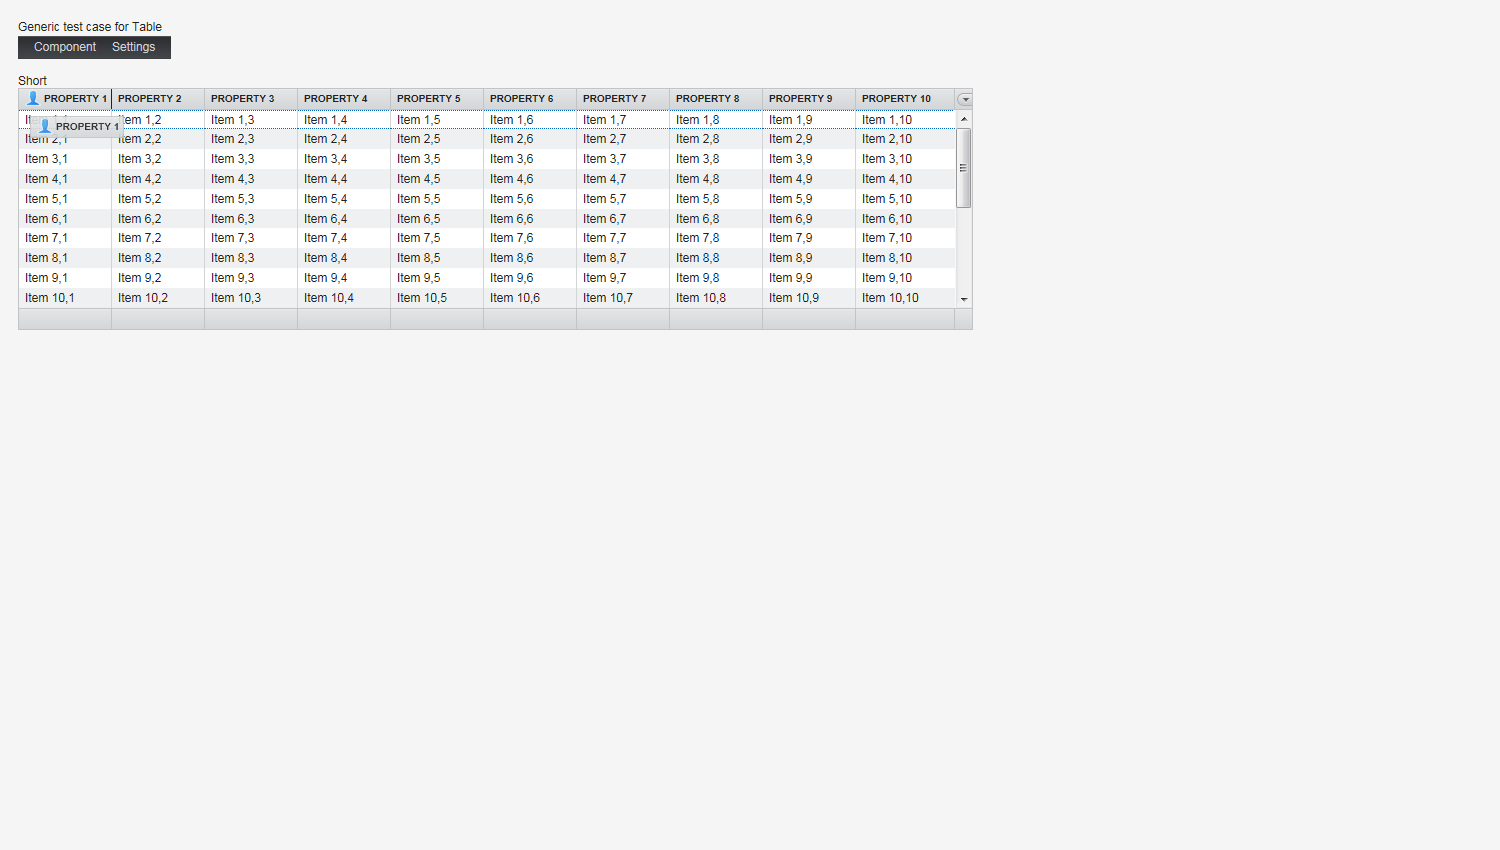 Generic test case for Table
Component Settings
Short
PROPERTY 1 PROPERTY 2 PROPERTY 3 PROPERTY 4 PROPERTY 5 PROPERTY 6 PROPERTY 7 PROPERTY 8 PROPERTY 9 PROPERTY 10
Item 1,2 Item 1,3 Item 1,4 Item 1,5 Item 1,6 Item 1,7 Item 1,8 Item 1,9 Item 1,10
PROPERTY 1
Item 2,1 Item 2,2 Item 2,3 Item 2,4 Item 2,5 Item 2,6 Item 2,7 Item 2,8 Item 2,9 Item 2,10
Item 3,1 Item 3,2 Item 3,3 Item 3,4 Item 3,5 Item 3,6 Item 3,7 Item 3,8 Item 3,9 Item 3,10
Item 4,1 Item 4,2 Item 4,3 Item 4,4 Item 4,5 Item 4,6 Item 4,7 Item 4,8 Item 4,9 Item 4,10
Item 5,1 Item 5,2 Item 5,3 Item 5,4 Item 5,5 Item 5,6 Item 5,7 Item 5,8 Item 5,9 Item 5,10
Item 6,1 Item 6,2 Item 6,3 Item 6,4 Item 6,5 Item 6,6 Item 6,7 Item 6,8 Item 6,9 Item 6,10
Item 7,1 Item 7,2 Item 7,3 Item 7,4 Item 7,5 Item 7,6 Item 7,7 Item 7,8 Item 7,9 Item 7,10
Item 8,1 Item 8,2 Item 8,3 Item 8,4 Item 8,5 Item 8,6 Item 8,7 Item 8,8 Item 8,9 Item 8,10
Item 9,1 Item 9,2 Item 9,3 Item 9,4 Item 9,5 Item 9,6 Item 9,7 Item 9,8 Item 9,9 Item 9,10
Item 10,1 Item 10,2 Item 10,3 Item 10,4 Item 10,5 Item 10,6 Item 10,7 Item 10,8 Item 10,9 Item 10,10